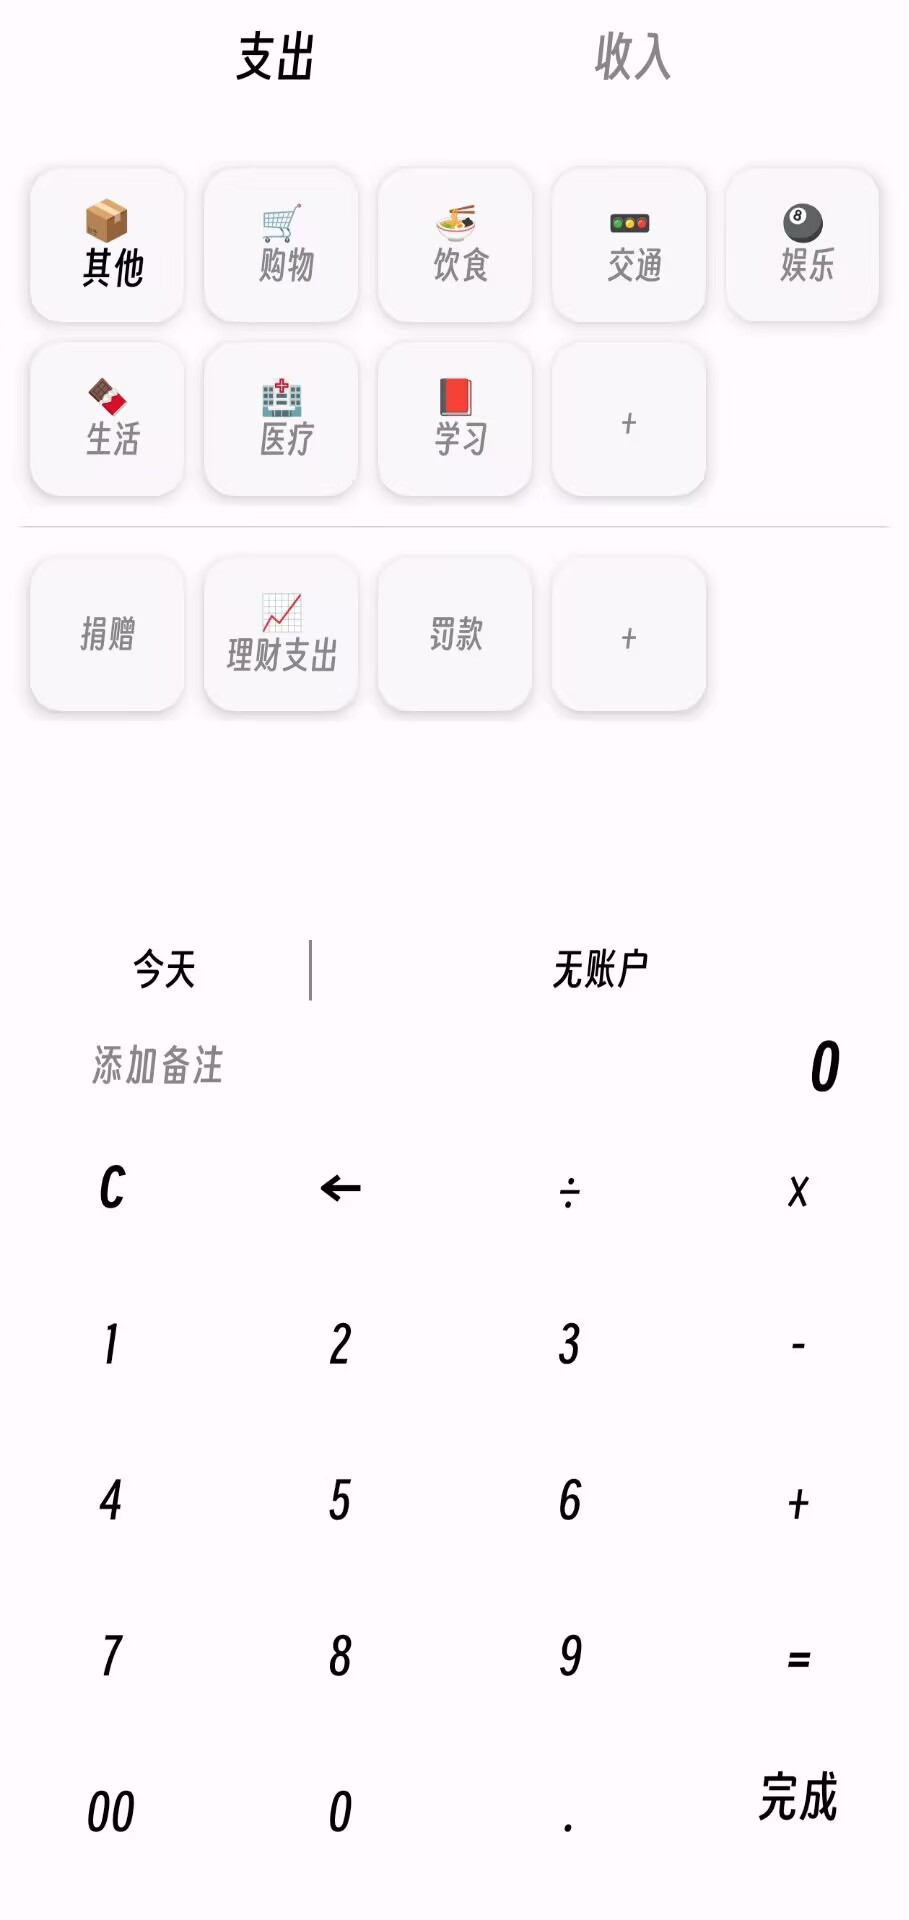 支出 收入
其他 购物 饮食 交通 娱乐
生活 医疗 学习 +
捐赠 理财支出 罚款 +
今天 无账户
添加备注 0
C ← ÷ ×
1 2 3 -
4 5 6 +
7 8 9 =
00 0 . 完成